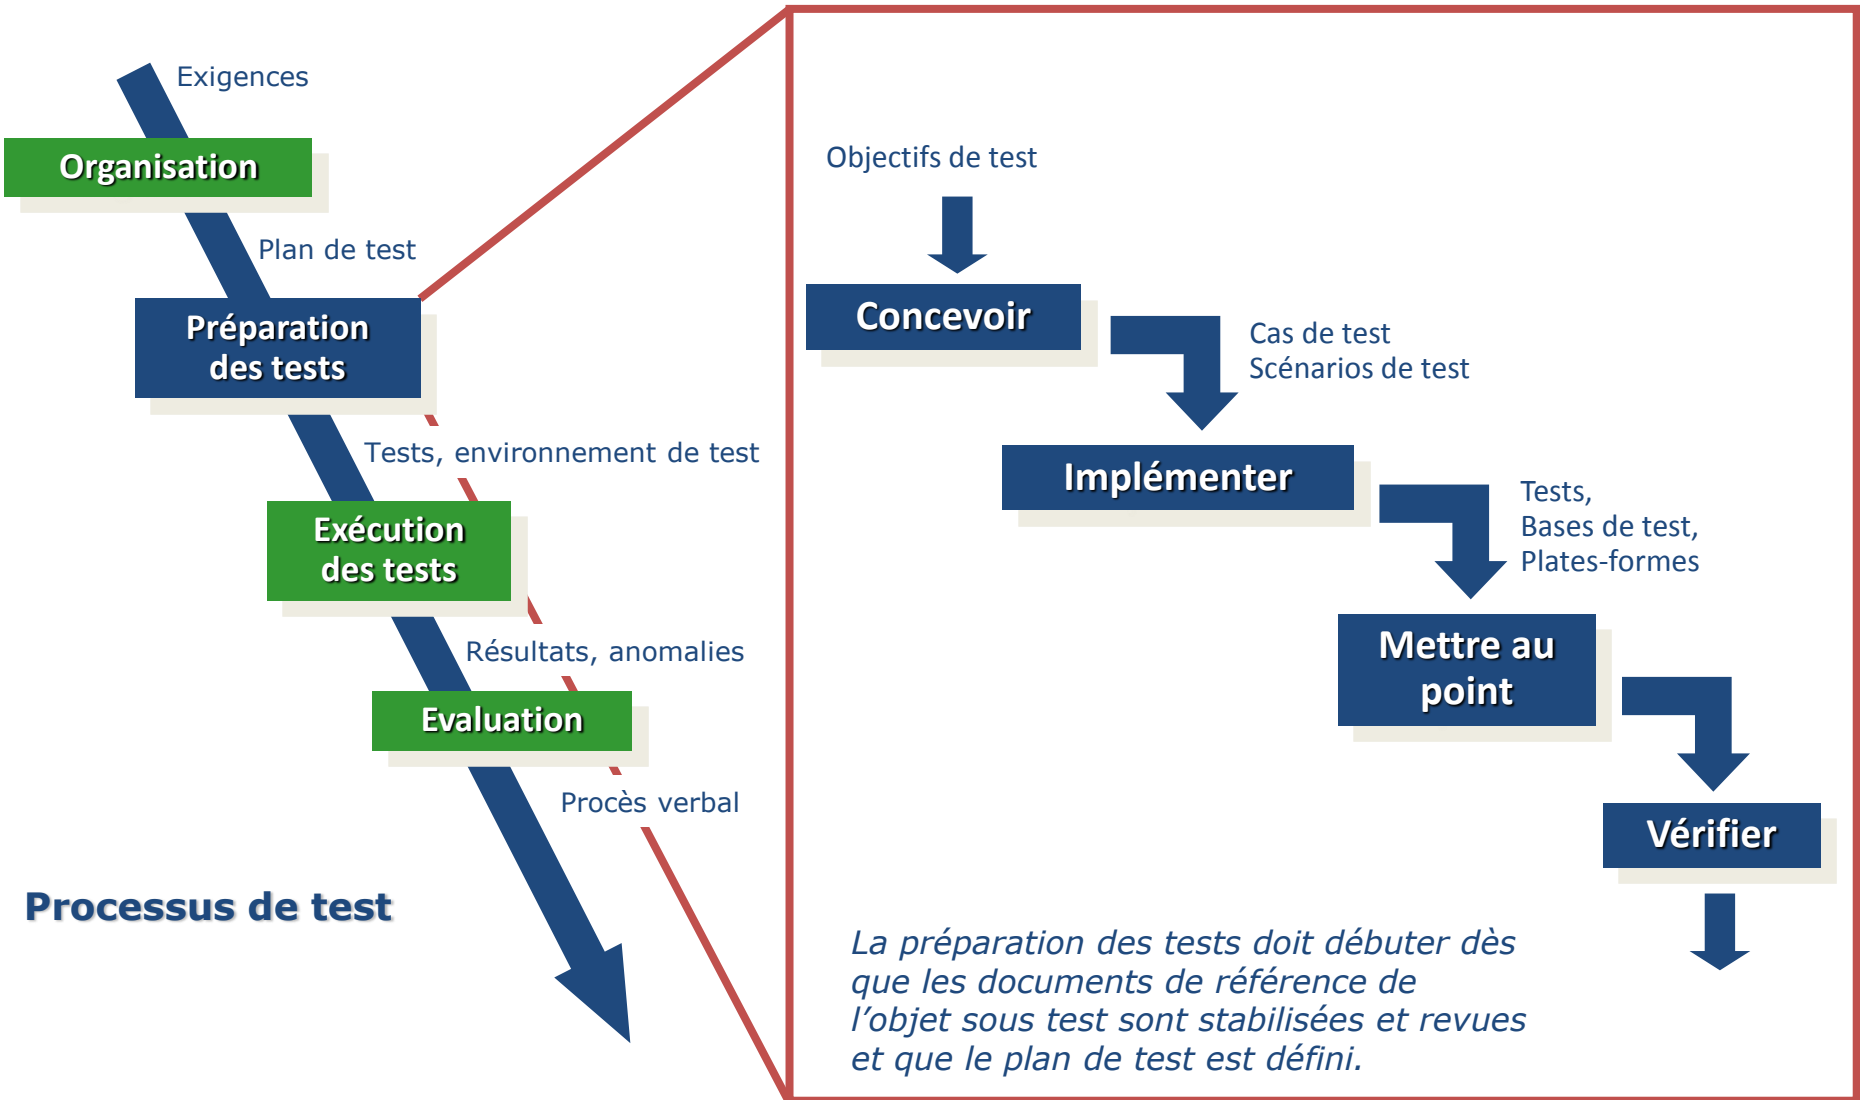 Exigences
Organisation
Plan de test
Préparation
des tests
Tests, environnement de test
Exécution
des tests
Résultats, anomalies
Evaluation
Procès verbal
Processus de test
Objectifs de test
Concevoir
Cas de test
Scénarios de test
Implémenter
Tests,
Bases de test,
Plates-formes
Mettre au
point
Vérifier
La préparation des tests doit débuter dès
que les documents de référence de
l’objet sous test sont stabilisées et revues
et que le plan de test est défini.